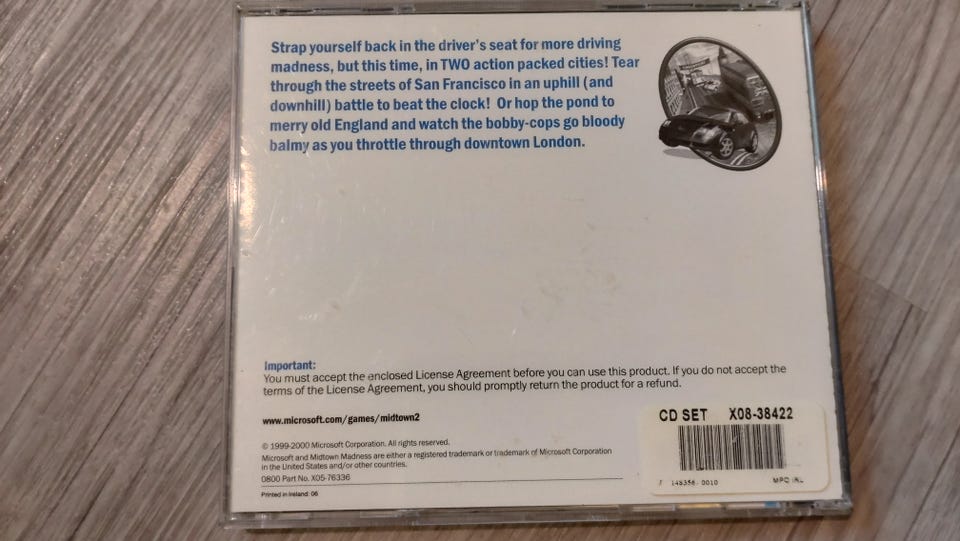 Strap yourself back in the driver's seat for more driving
madness, but this time, in TWO action packed cities! Tear
through the streets of San Francisco in an uphill (and
downhill) battle to beat the clock! Or hop the pond to
merry old England and watch the bobby-cops go bloody
balmy as you throttle through downtown London.
Important:
You must accept the enclosed License Agreement before you can use this product. If you do not accept the
terms of the License Agreement, you should promptly return the product for a refund.
www.microsoft.com/games/midtown2
© 1999-2000 Microsoft Corporation. All rights reserved.
Microsoft and Midtown Madness are either a registered trademark or trademark of Microsoft Corporation
in the United States and/or other countries.
0800 Part No. X05-76336
Printed in Ireland: 06
CD SET X08-38422
0010 MPC